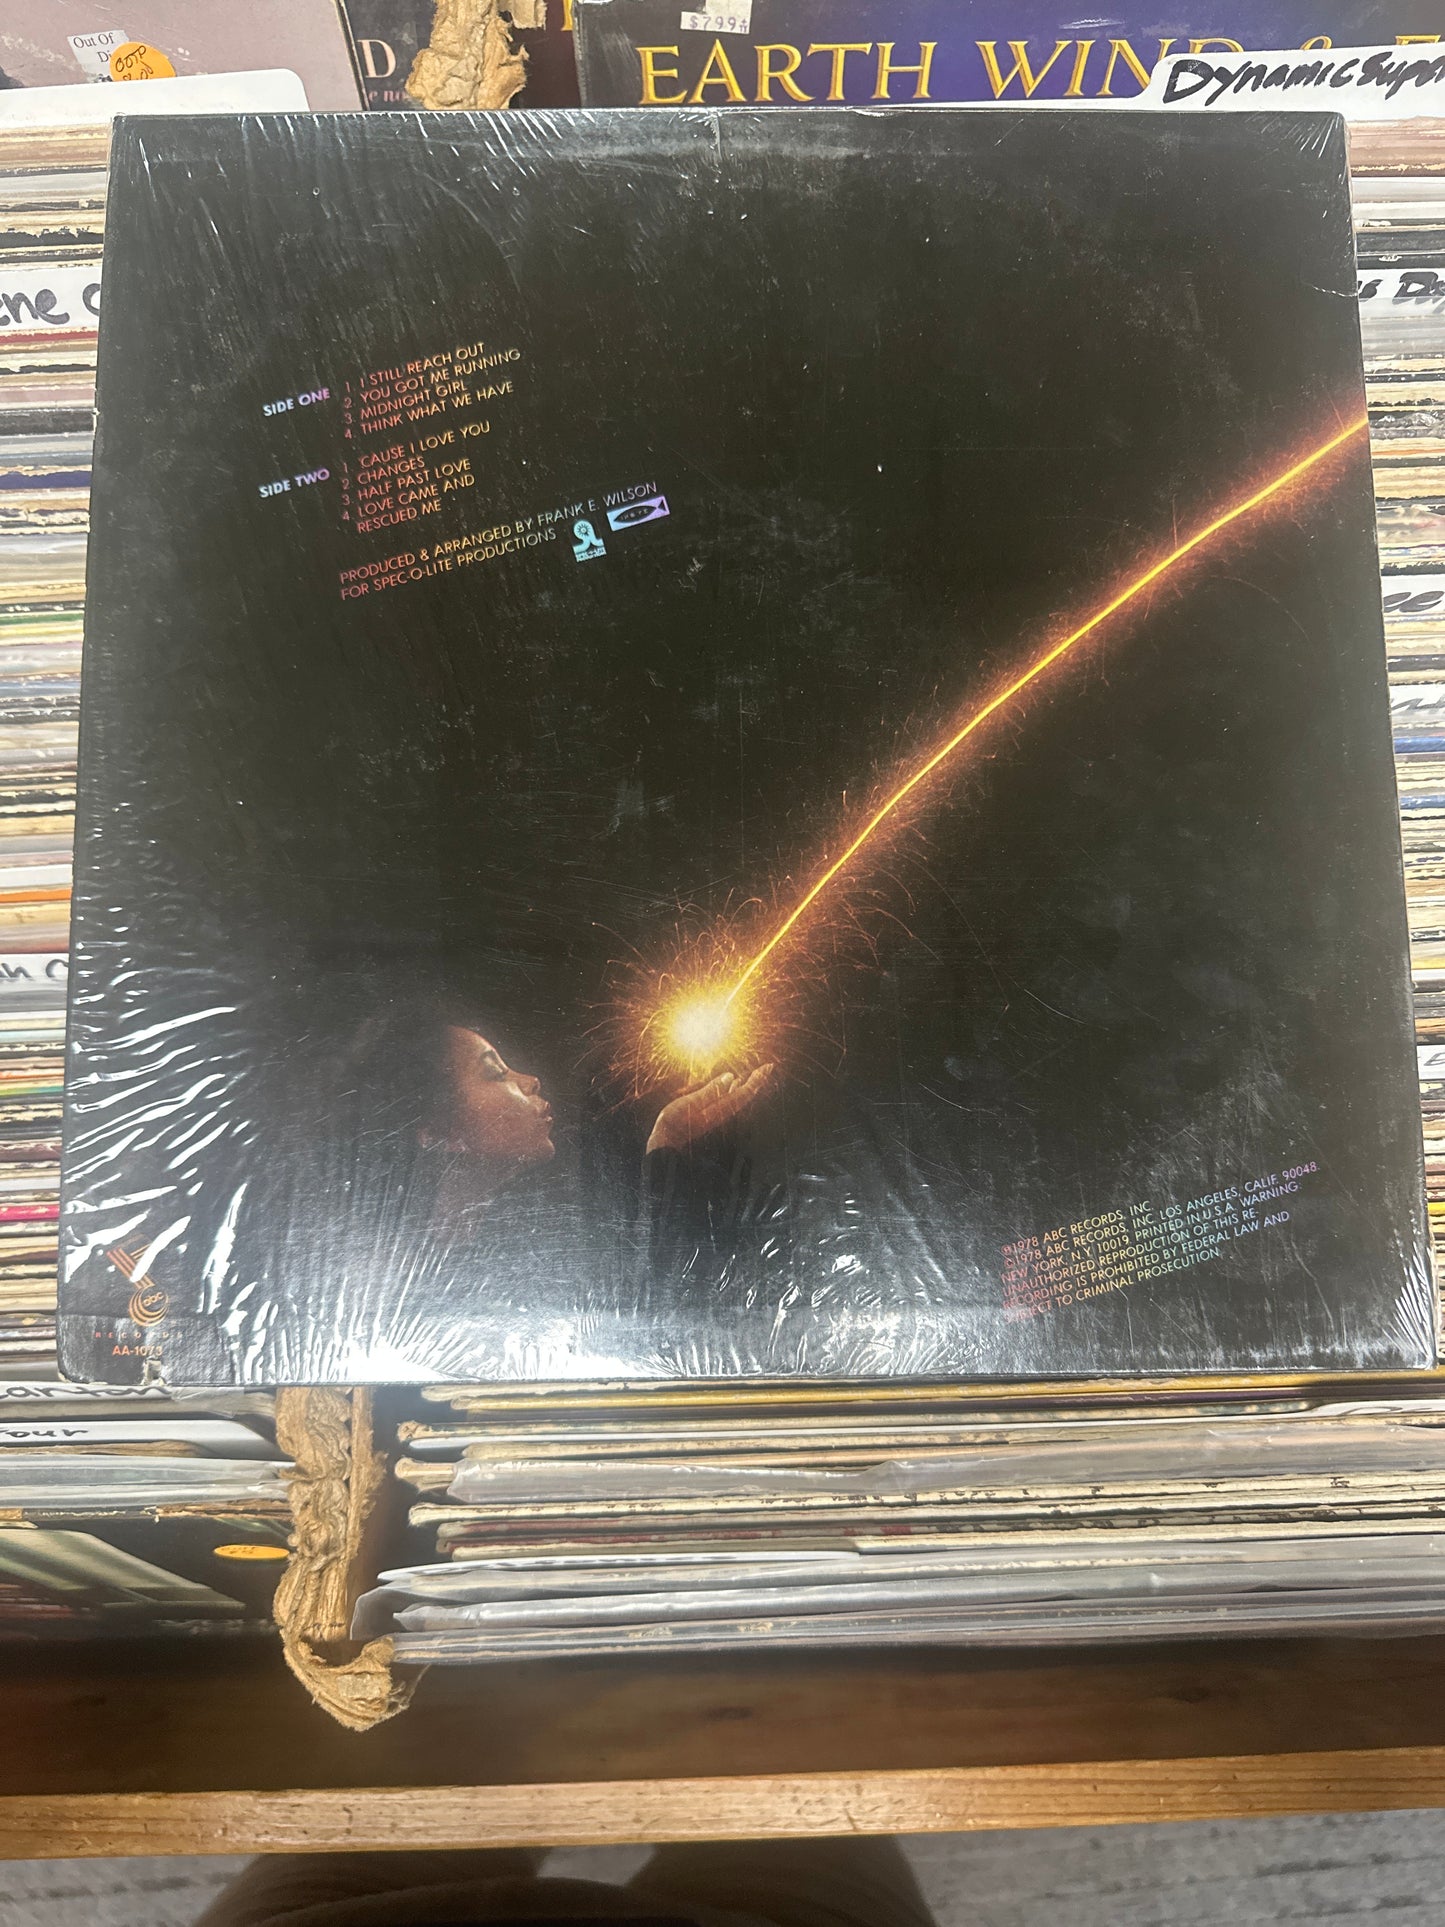 Out Of
$7.99
EARTH WIND &
Dynamic Super
SIDE ONE
1. I STILL REACH OUT
2. YOU GOT ME RUNNING
3. MIDNIGHT GIRL
4. THINK WHAT WE HAVE
SIDE TWO
1. 'CAUSE I LOVE YOU
2. CHANGES
3. HALF PAST LOVE
4. LOVE CAME AND
RESCUED ME
PRODUCED & ARRANGED BY FRANK E. WILSON
FOR SPEC-O-LITE PRODUCTIONS
℗1978 ABC RECORDS, INC
©1978 ABC RECORDS, INC. LOS ANGELES, CALIF. 90048.
NEW YORK, N.Y. 10019. PRINTED IN U.S.A. WARNING:
UNAUTHORIZED REPRODUCTION OF THIS RE-
CORDING IS PROHIBITED BY FEDERAL LAW AND
SUBJECT TO CRIMINAL PROSECUTION.
abc
RECORDS
AA-1073